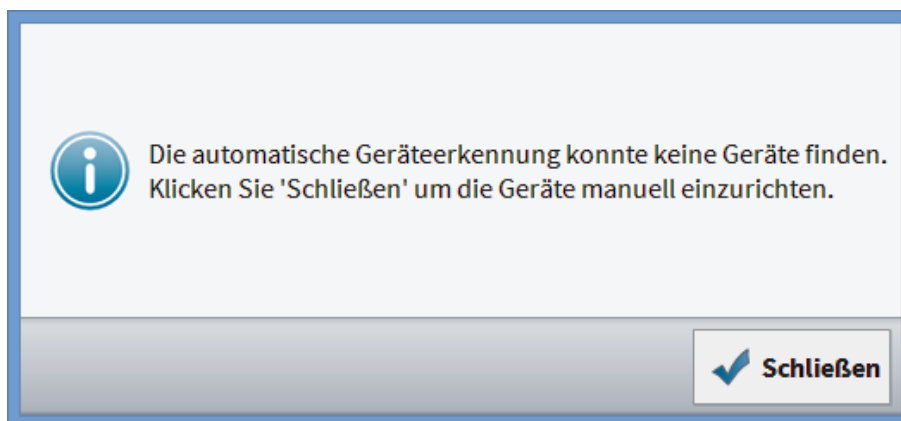 Die automatische Geräteerkennung konnte keine Geräte finden.
Klicken Sie 'Schließen' um die Geräte manuell einzurichten.
Schließen